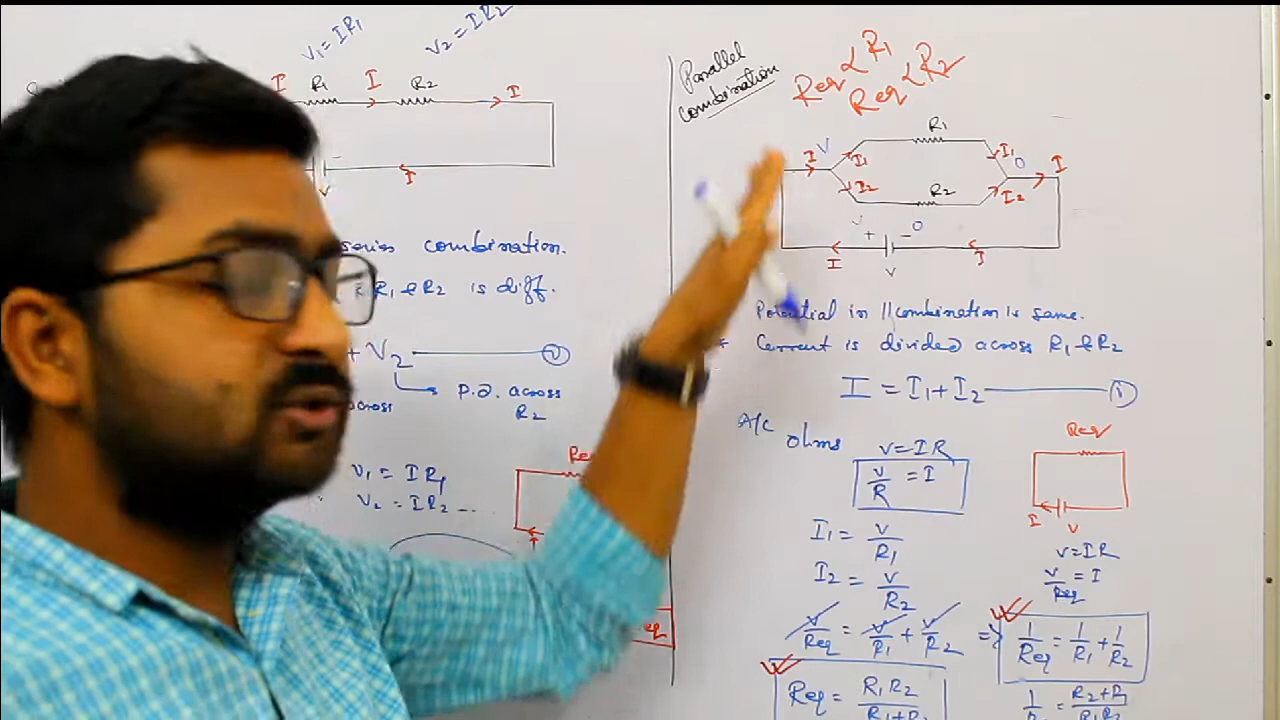 V₁ = IR₁
V₂ = IR₂
I R₁ I R₂ I
I
V
series combination.
R₁ & R₂ is diff.
+ V₂ ②
P.D. across
R₂
across
V₁ = IR₁
V₂ = IR₂
Parallel
combination
Req < R₁
Req < R₂
R₁
I V I₁ I₁ 0 I
I₂ R₂ I₂
V + - 0
I V I
Potential in || combination is same.
* Current is divided across R₁ & R₂
I = I₁ + I₂ ①
A/C ohms V = IR
V/R = I
Req
I V
I₁ = V/R₁
I₂ = V/R₂
V = IR
V/Req = I
V/Req = V/R₁ + V/R₂ => 1/Req = 1/R₁ + 1/R₂
Req = R₁R₂/R₁+R₂